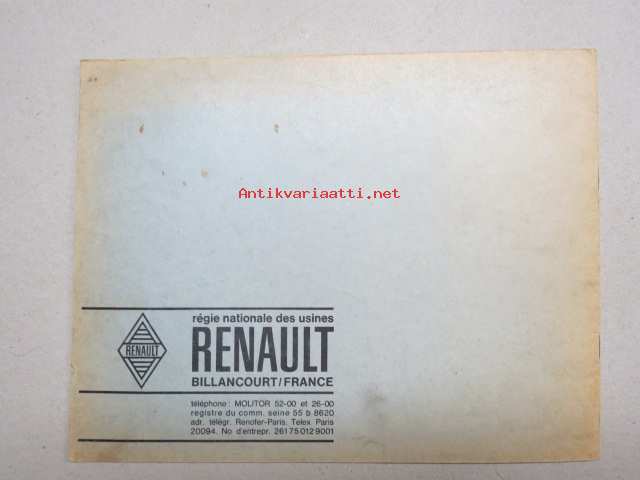 Antikvariaatti.net
régie nationale des usines
RENAULT
RENAULT
BILLANCOURT/FRANCE
téléphone: MOLITOR 52-00 et 26-00
registre du comm. seine 55 b 8620
adr. télégr. Renofer-Paris. Telex Paris
20094. No d'entrepr. 261 75 012 9001